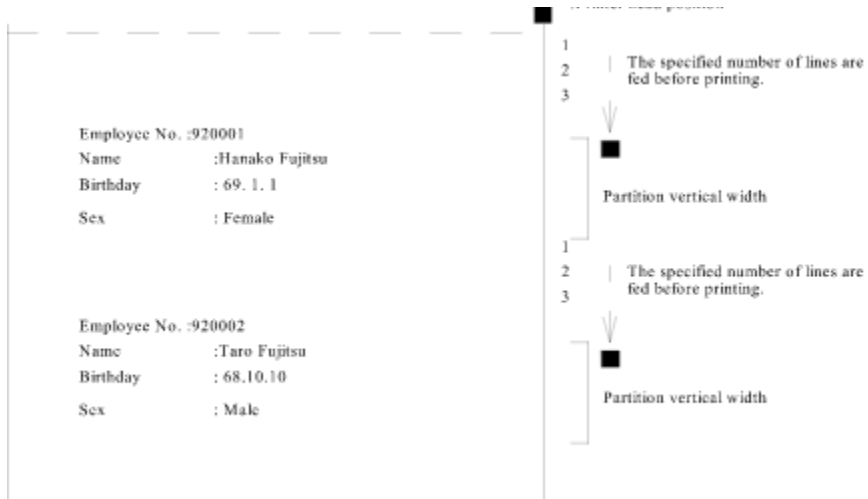 1
2
3
The specified number of lines are
fed before printing.
Employee No. :920001
Name :Hanako Fujitsu
Birthday : 69. 1. 1
Sex : Female
Partition vertical width
1
2
3
The specified number of lines are
fed before printing.
Employee No. :920002
Name :Taro Fujitsu
Birthday : 68.10.10
Sex : Male
Partition vertical width